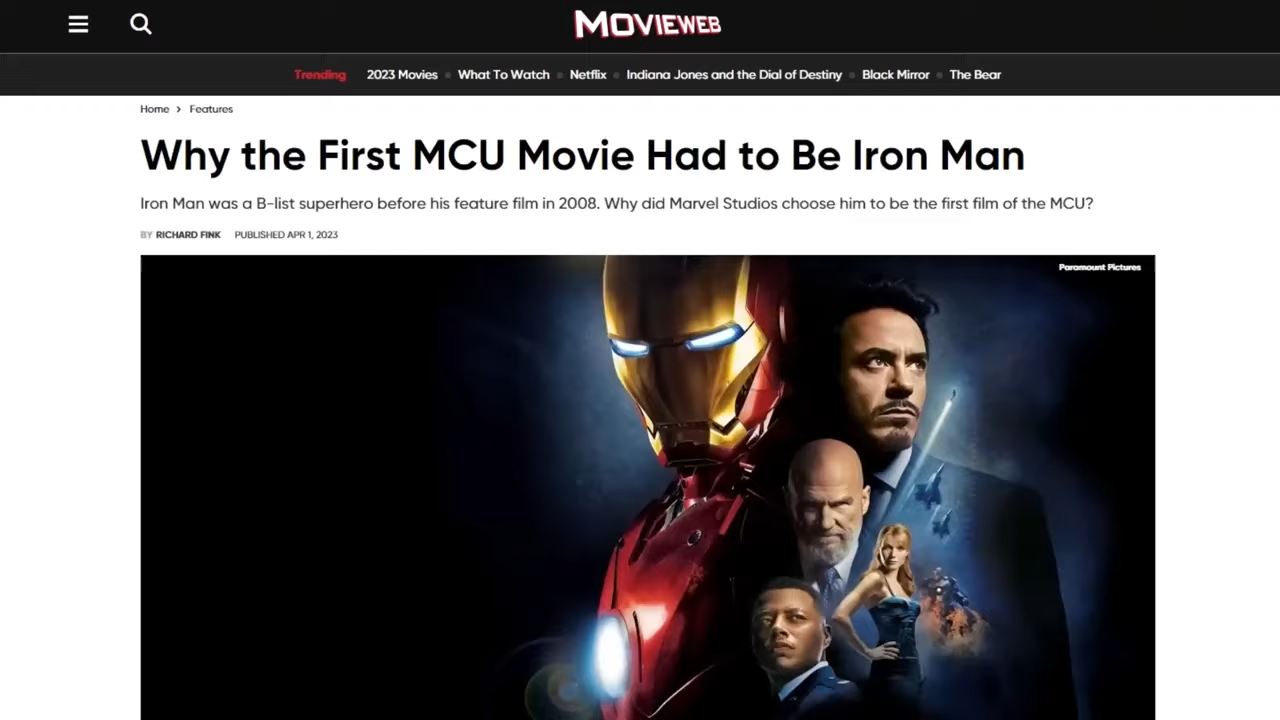 MOVIEWEB
Trending 2023 Movies What To Watch Netflix Indiana Jones and the Dial of Destiny Black Mirror The Bear
Home > Features
Why the First MCU Movie Had to Be Iron Man
Iron Man was a B-list superhero before his feature film in 2008. Why did Marvel Studios choose him to be the first film of the MCU?
BY RICHARD FINK PUBLISHED APR 1, 2023
Paramount Pictures